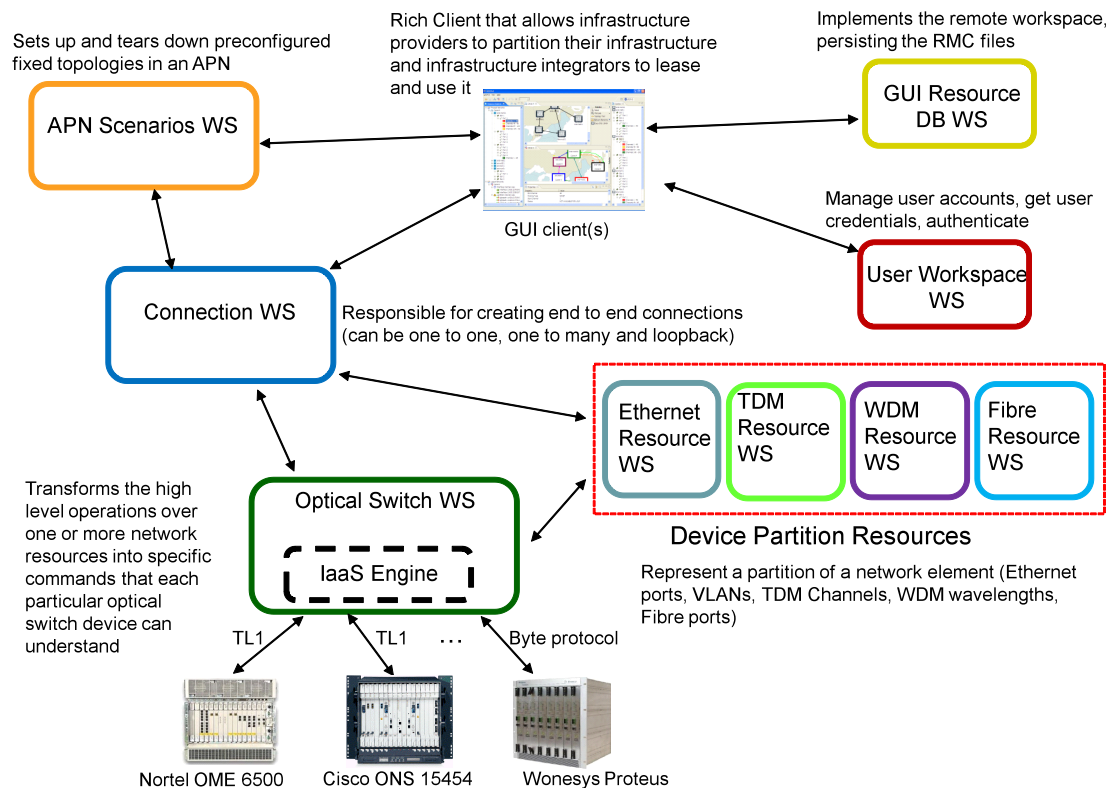 Sets up and tears down preconfigured
fixed topologies in an APN
APN Scenarios WS
Rich Client that allows infrastructure
providers to partition their infrastructure
and infrastructure integrators to lease
and use it
GUI client(s)
Implements the remote workspace,
persisting the RMC files
GUI Resource
DB WS
Manage user accounts, get user
credentials, authenticate
User Workspace
WS
Connection WS
Responsible for creating end to end connections
(can be one to one, one to many and loopback)
Ethernet
Resource
WS
TDM
Resource
WS
WDM
Resource
WS
Fibre
Resource
WS
Device Partition Resources
Represent a partition of a network element (Ethernet
ports, VLANs, TDM Channels, WDM wavelengths,
Fibre ports)
Transforms the high
level operations over
one or more network
resources into specific
commands that each
particular optical
switch device can
understand
Optical Switch WS
IaaS Engine
TL1
TL1
...
Byte protocol
Nortel OME 6500
Cisco ONS 15454
Wonesys Proteus